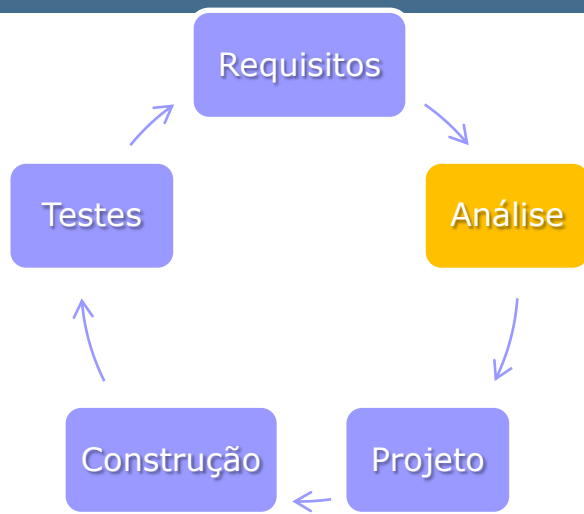 Requisitos
Análise
Projeto
Construção
Testes